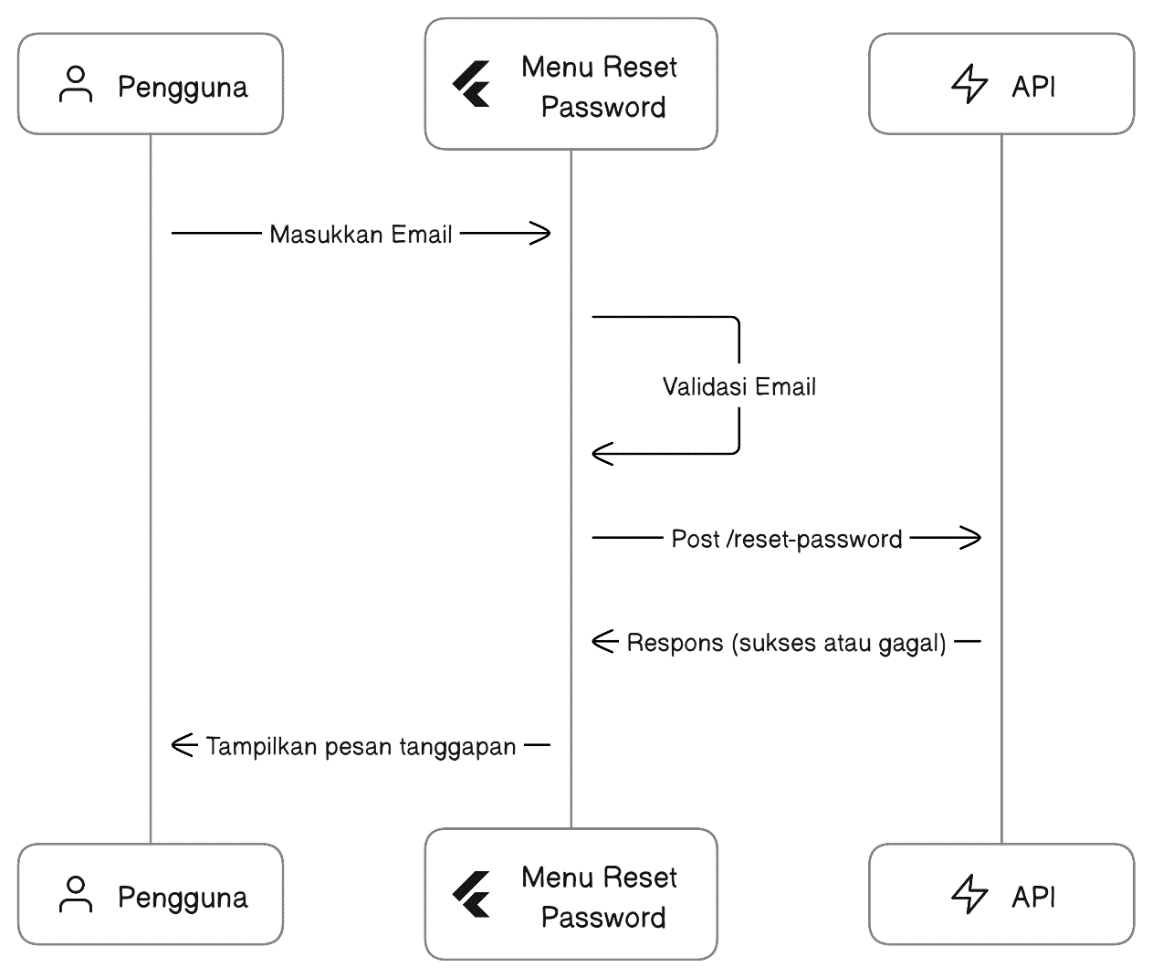 Pengguna
Menu Reset
Password
API
Masukkan Email
Validasi Email
Post /reset-password
Respons (sukses atau gagal)
Tampilkan pesan tanggapan
Pengguna
Menu Reset
Password
API